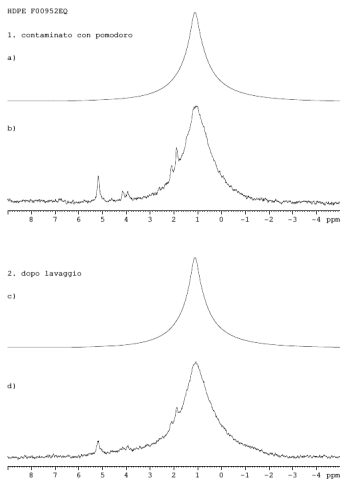 HDPE F00952EQ
1. contaminato con pomodoro
a)
b)
8 7 6 5 4 3 2 1 0 -1 -2 -3 -4 ppm
2. dopo lavaggio
c)
d)
8 7 6 5 4 3 2 1 0 -1 -2 -3 -4 ppm